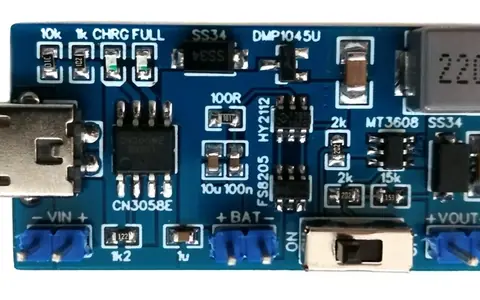 10k 1k CHRG FULL SS34 DMP1045U
SS34
220
100R
HY2112
2k MT3608 SS34
10u 100n
FS8205
2k 15k
CN3058E
- VIN +
+ BAT -
ON
+ VOUT
1k2
1u